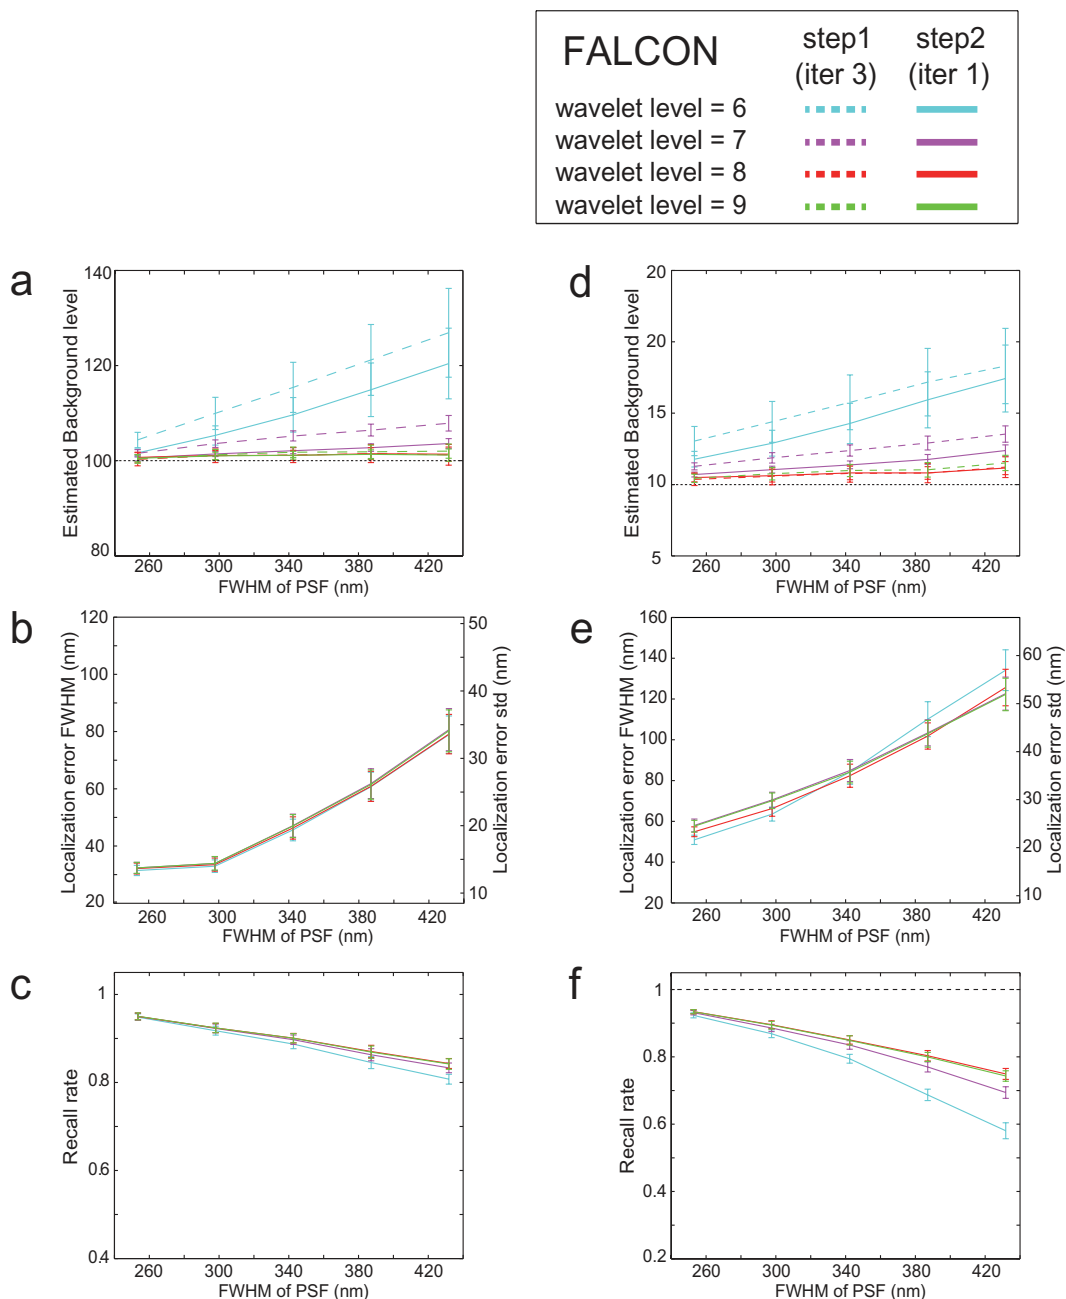 FALCON
step1 step2
(iter 3) (iter 1)
wavelet level = 6
wavelet level = 7
wavelet level = 8
wavelet level = 9
a
Estimated Background level
140
120
100
80
260 300 340 380 420
FWHM of PSF (nm)
d
Estimated Background level
20
20
15
10
5
260 300 340 380 420
FWHM of PSF (nm)
b
Localization error FWHM (nm)
120
100
80
60
40
20
50
40
30
20
10
Localization error std (nm)
260 300 340 380 420
FWHM of PSF (nm)
e
Localization error FWHM (nm)
160
140
120
100
80
60
40
20
60
50
40
30
20
10
Localization error std (nm)
260 300 340 380 420
FWHM of PSF (nm)
c
Recall rate
1
0.8
0.6
0.4
260 300 340 380 420
FWHM of PSF (nm)
f
Recall rate
1
0.8
0.6
0.4
0.2
260 300 340 380 420
FWHM of PSF (nm)